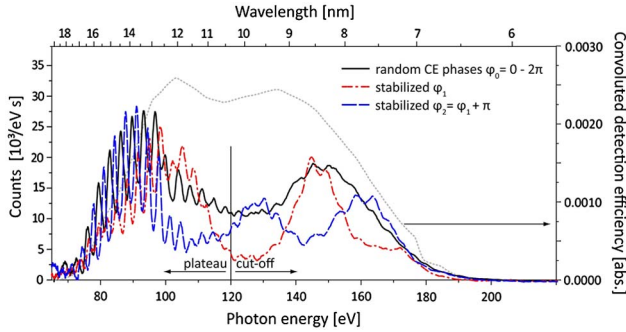 Wavelength [nm]
18 16 14 12 11 10 9 8 7 6
35
30
25
20
15
10
5
0
Counts [10³/eV s]
random CE phases φ₀= 0 - 2π
stabilized φ₁
stabilized φ₂= φ₁+ π
plateau cut-off
0.0030
0.0020
0.0010
0.0000
Convoluted detection efficiency [abs.]
80 100 120 140 160 180 200
Photon energy [eV]